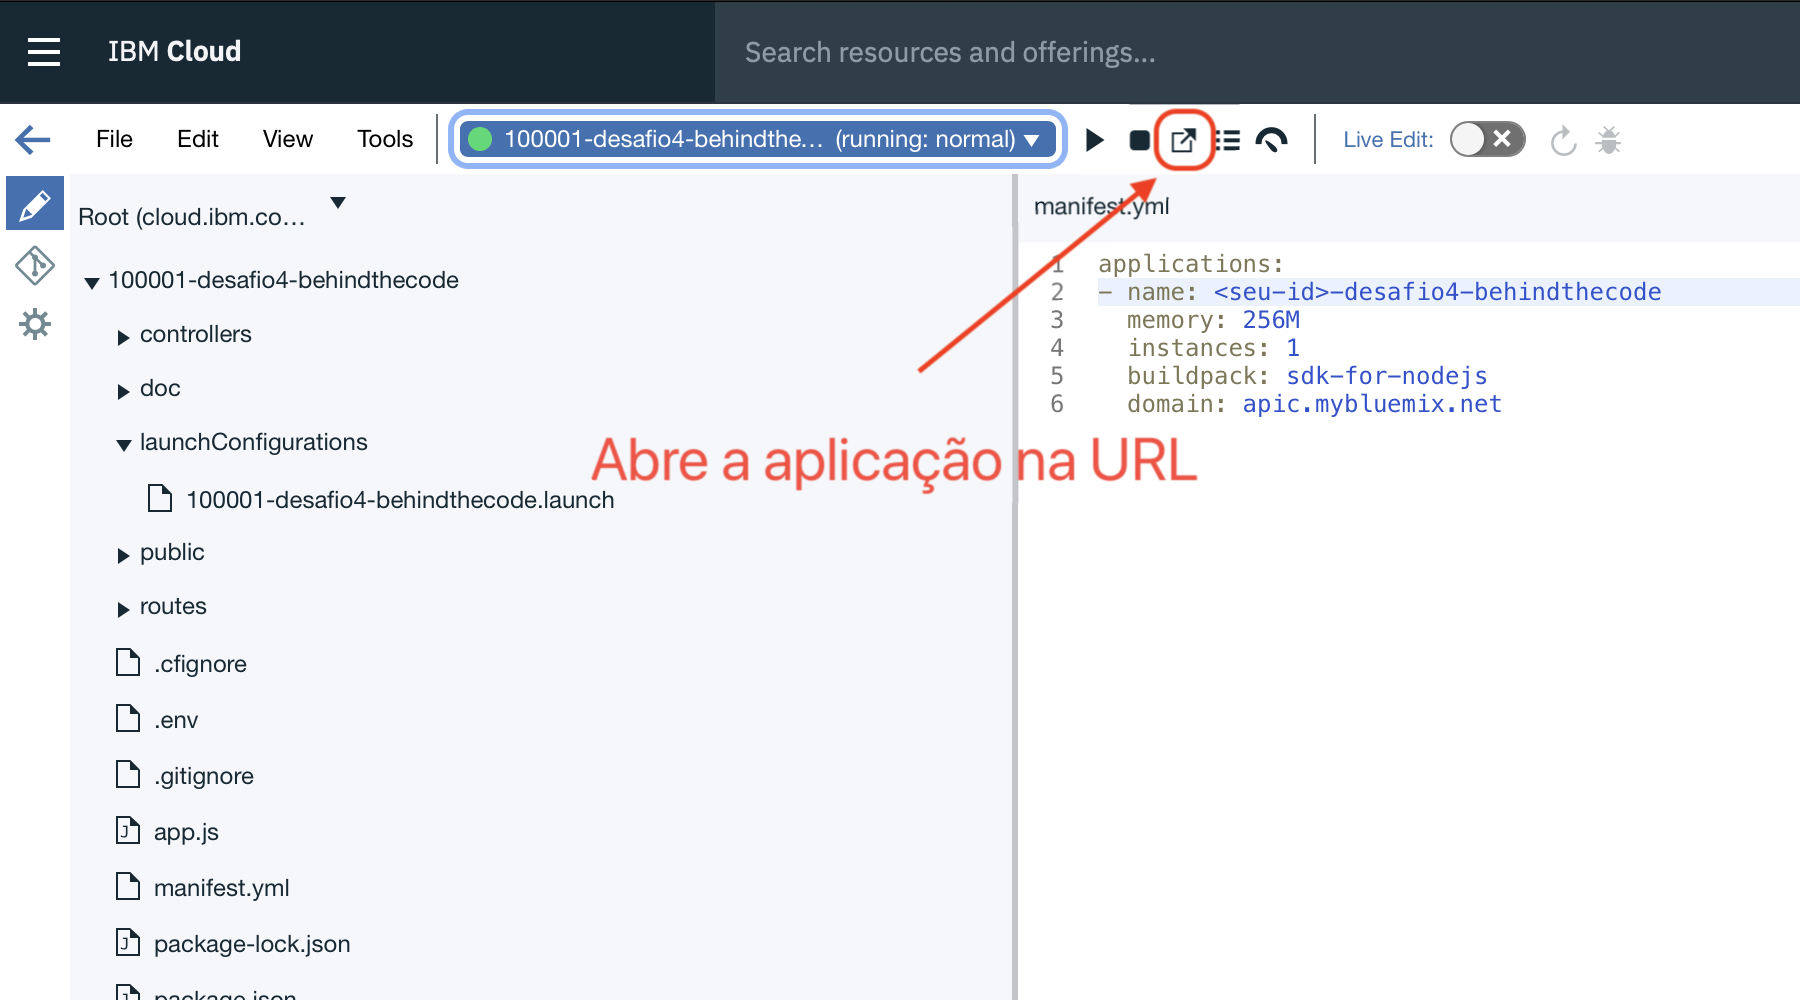 IBM Cloud
Search resources and offerings...
File Edit View Tools
100001-desafio4-behindthe... (running: normal)
Live Edit:
Root (cloud.ibm.co...
manifest.yml
100001-desafio4-behindthecode
controllers
doc
launchConfigurations
100001-desafio4-behindthecode.launch
public
routes
.cfignore
.env
.gitignore
app.js
manifest.yml
package-lock.json
package.json
1 applications:
2 - name: <seu-id>-desafio4-behindthecode
3 memory: 256M
4 instances: 1
5 buildpack: sdk-for-nodejs
6 domain: apic.mybluemix.net
Abre a aplicação na URL